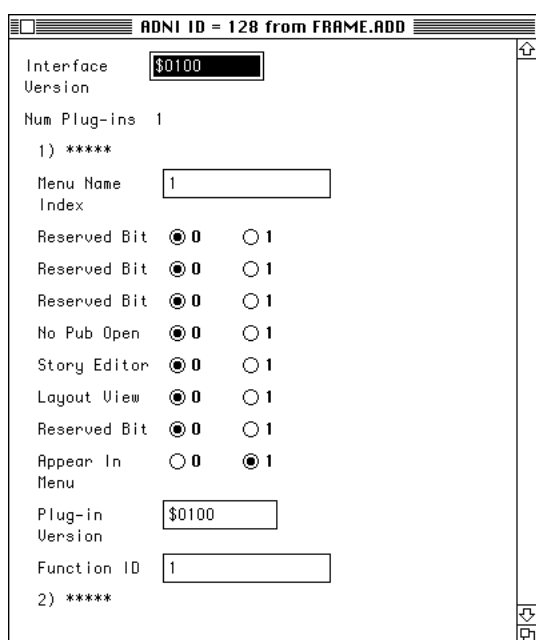 ADNI ID = 128 from FRAME.ADD
Interface $0100
Version
Num Plug-ins 1
1) *****
Menu Name 1
Index
Reserved Bit 0 1
Reserved Bit 0 1
Reserved Bit 0 1
No Pub Open 0 1
Story Editor 0 1
Layout View 0 1
Reserved Bit 0 1
Appear In 0 1
Menu
Plug-in $0100
Version
Function ID 1
2) *****